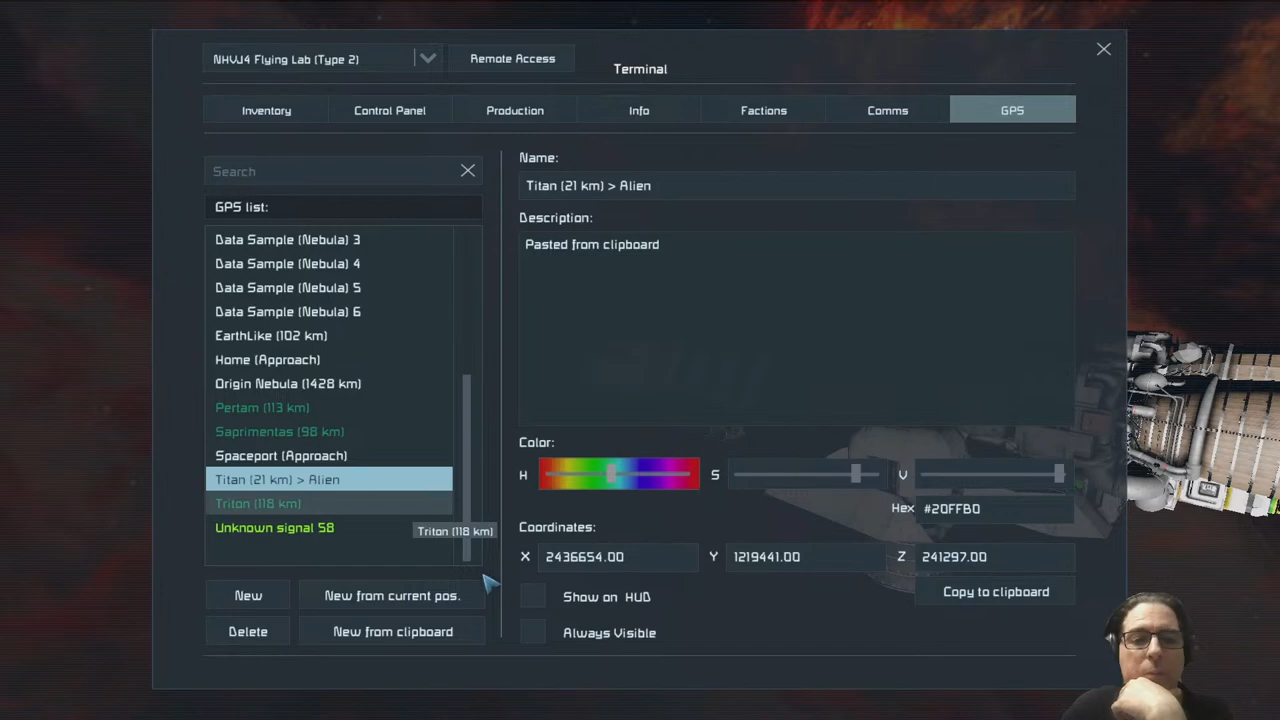 NHVJ4 Flying Lab (Type 2)
Remote Access
Terminal
Inventory
Control Panel
Production
Info
Factions
Comms
GPS
Search
GPS list:
Data Sample (Nebula) 3
Data Sample (Nebula) 4
Data Sample (Nebula) 5
Data Sample (Nebula) 6
EarthLike (102 km)
Home (Approach)
Origin Nebula (1428 km)
Pertam (113 km)
Saprimentas (98 km)
Spaceport (Approach)
Titan (21 km) > Alien
Triton (118 km)
Unknown signal 58
Triton (118 km)
New
New from current pos.
Delete
New from clipboard
Name:
Titan (21 km) > Alien
Description:
Pasted from clipboard
Color:
H
S
V
Hex #20FFB0
Coordinates:
X 2436654.00 Y 1219441.00 Z 241297.00
Show on HUD
Copy to clipboard
Always Visible